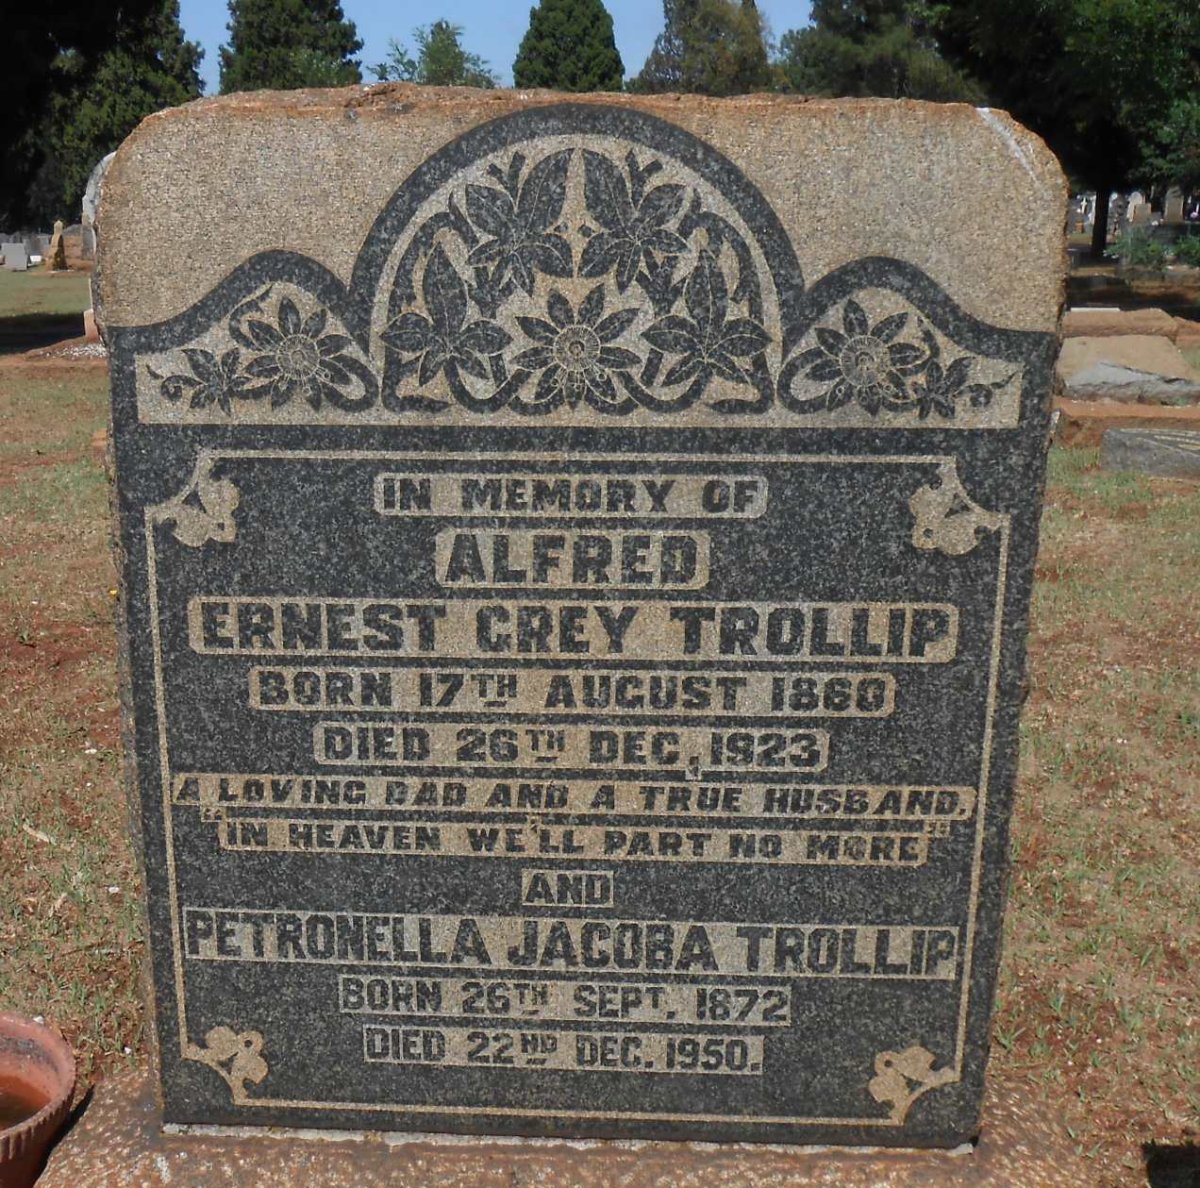 IN MEMORY OF
ALFRED
ERNEST GREY TROLLIP
BORN 17TH AUGUST 1860
DIED 26TH DEC. 1923
A LOVING DAD AND A TRUE HUSBAND.
"IN HEAVEN WE'LL PART NO MORE"
AND
PETRONELLA JACOBA TROLLIP
BORN 26TH SEPT. 1872
DIED 22ND DEC. 1950.